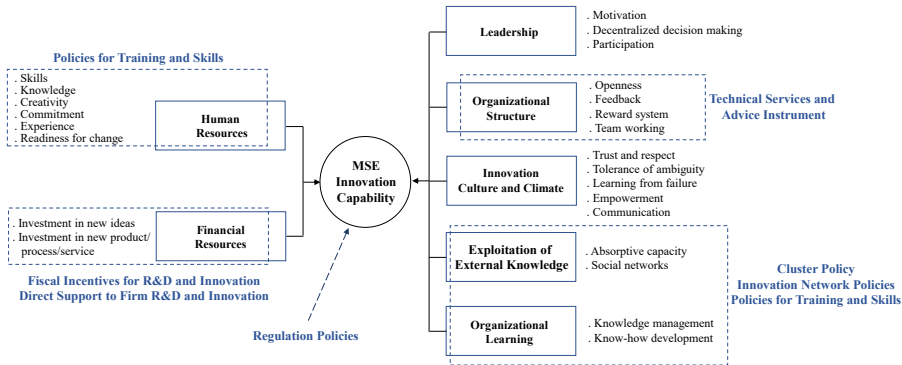 Policies for Training and Skills
. Skills
. Knowledge
. Creativity
. Commitment
. Experience
. Readiness for change
Human
Resources
. Investment in new ideas
. Investment in new product/
process/service
Financial
Resources
Fiscal Incentives for R&D and Innovation
Direct Support to Firm R&D and Innovation
MSE
Innovation
Capability
Regulation Policies
Leadership
. Motivation
. Decentralized decision making
. Participation
Organizational
Structure
. Openness
. Feedback
. Reward system
. Team working
Technical Services and
Advice Instrument
Innovation
Culture and Climate
. Trust and respect
. Tolerance of ambiguity
. Learning from failure
. Empowerment
. Communication
Exploitation of
External Knowledge
. Absorptive capacity
. Social networks
Cluster Policy
Innovation Network Policies
Policies for Training and Skills
Organizational
Learning
. Knowledge management
. Know-how development